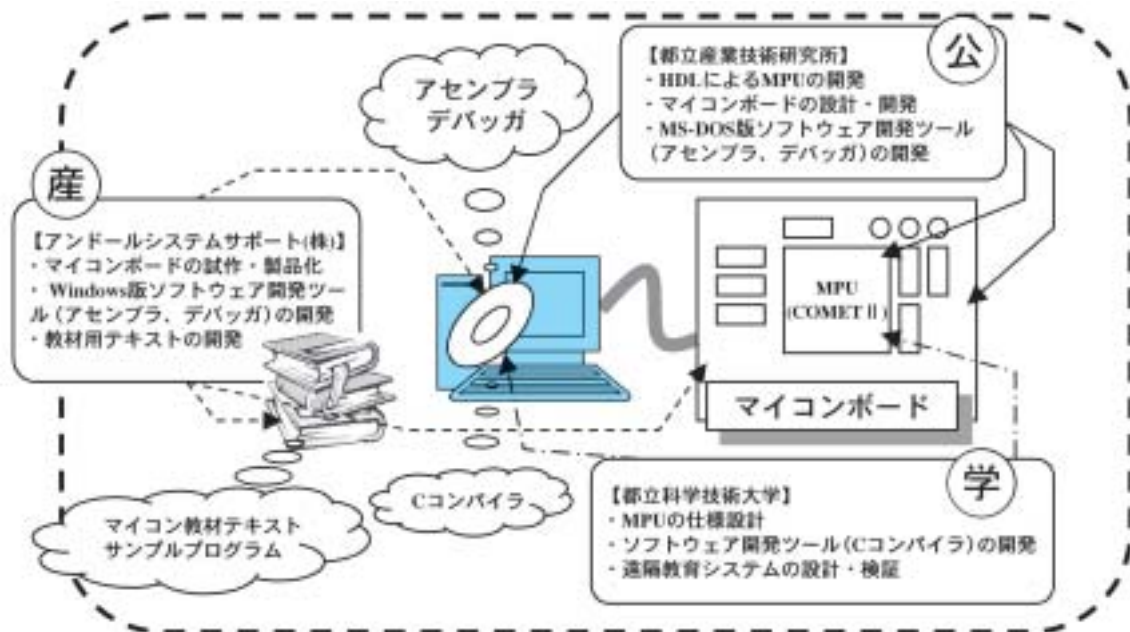 公
【都立産業技術研究所】
・HDLによるMPUの開発
・マイコンボードの設計・開発
・MS-DOS版ソフトウェア開発ツール
(アセンブラ、デバッガ)の開発
アセンブラ
デバッガ
産
【アンドールシステムサポート(株)】
・マイコンボードの試作・製品化
・Windows版ソフトウェア開発ツー
ル(アセンブラ、デバッガ)の開発
・教材用テキストの開発
MPU
(COMETⅡ)
マイコンボード
Cコンパイラ
マイコン教材テキスト
サンプルプログラム
学
【都立科学技術大学】
・MPUの仕様設計
・ソフトウェア開発ツール(Cコンパイラ)の開発
・遠隔教育システムの設計・検証